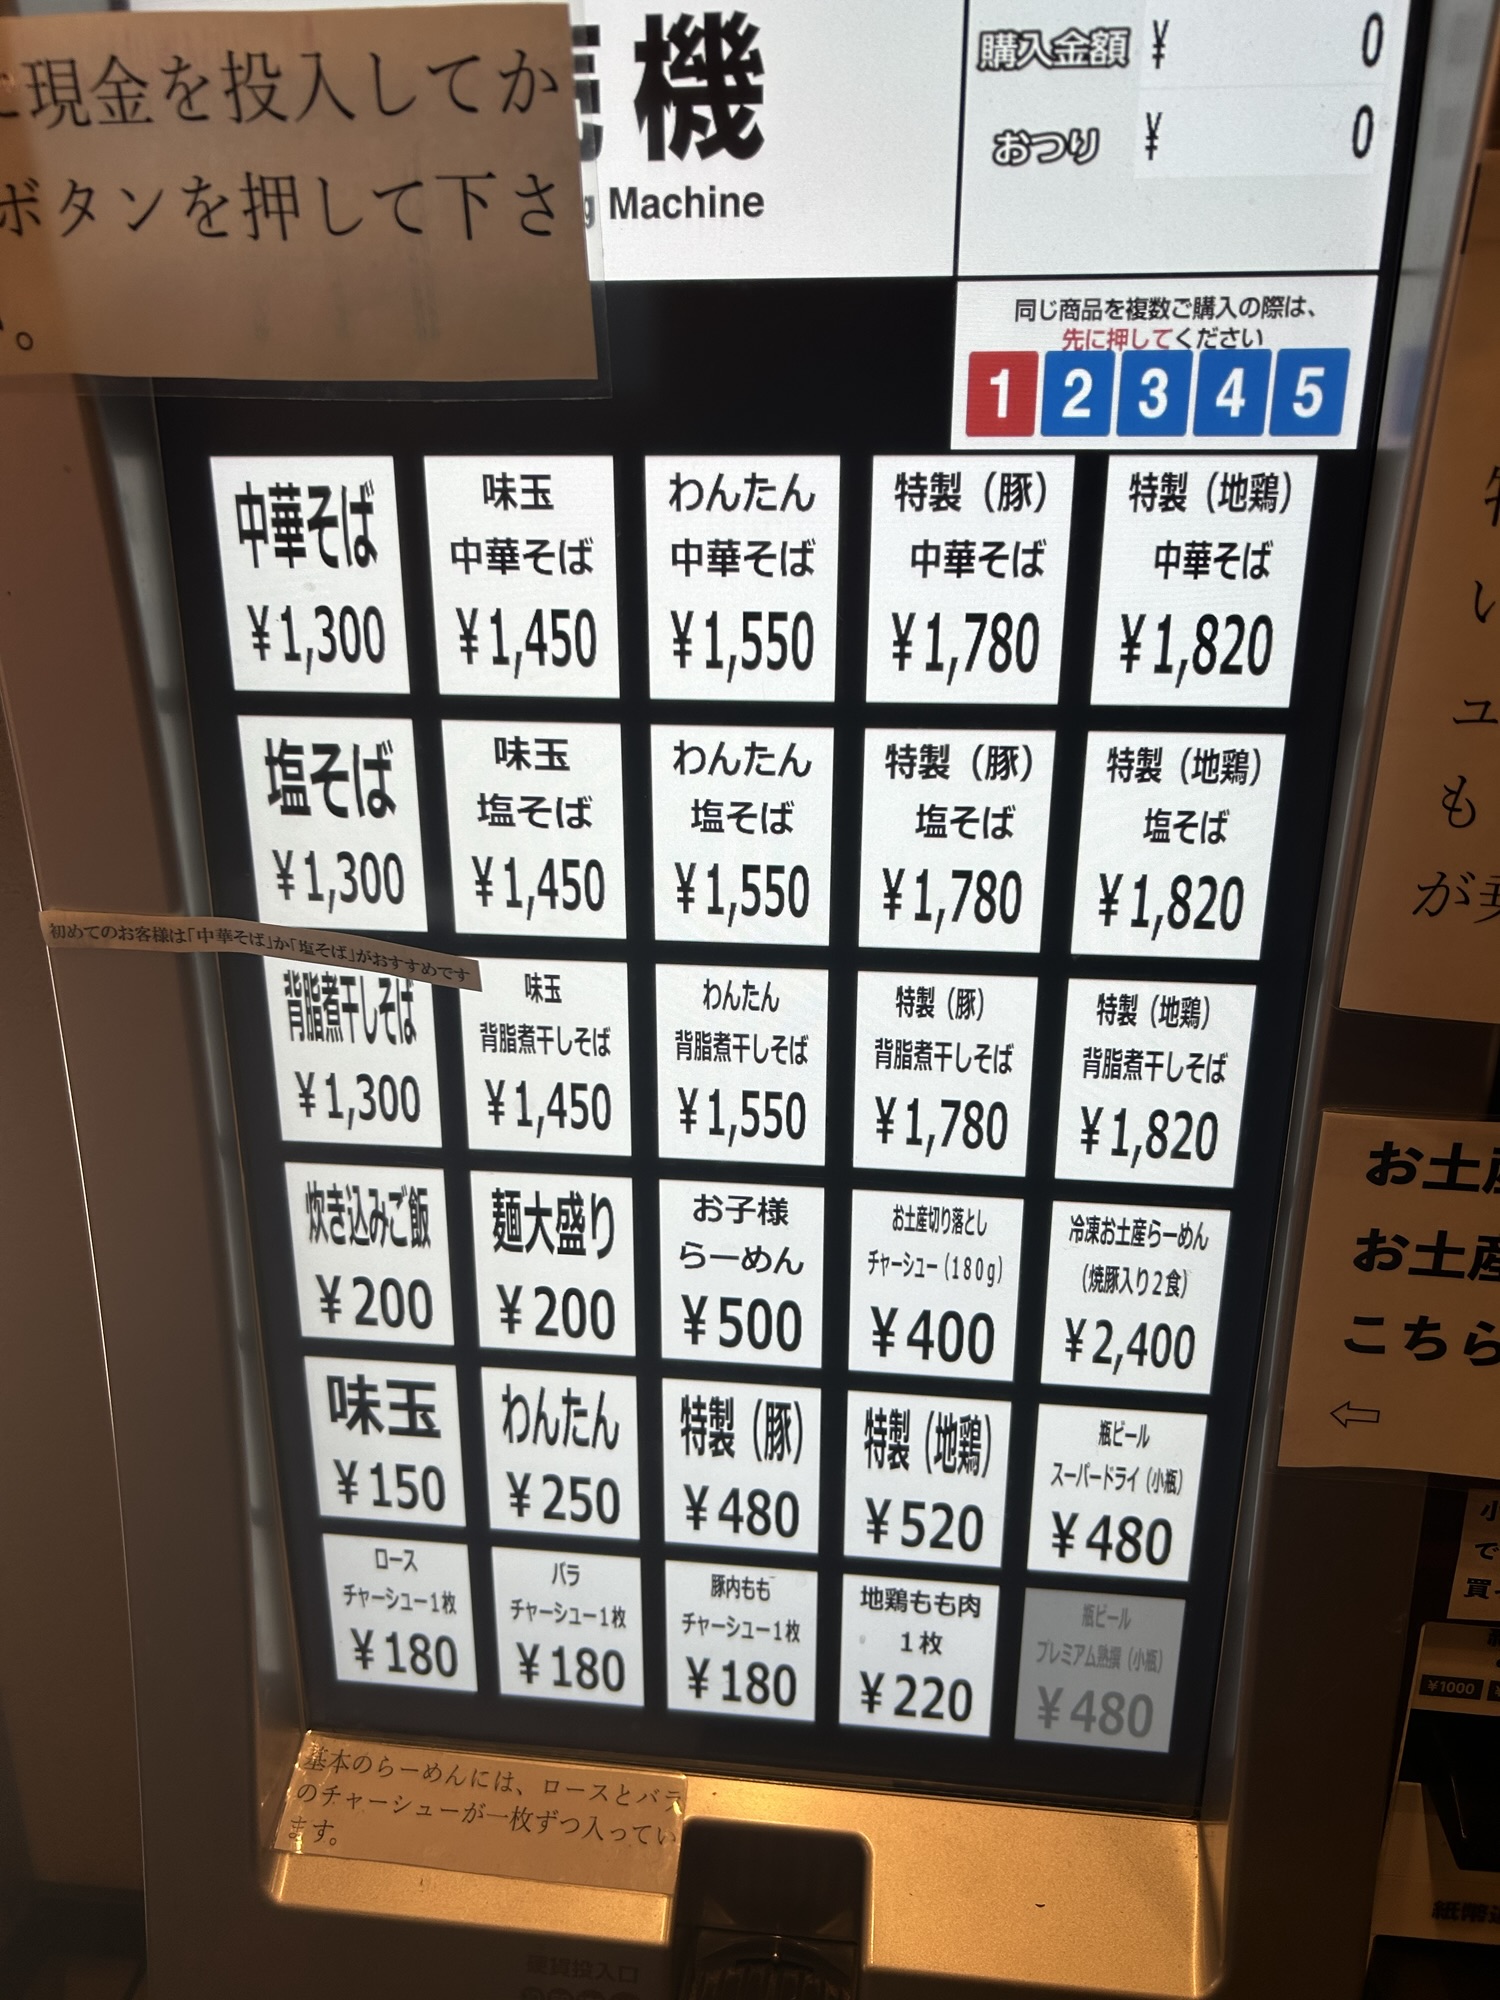 現金を投入してか
ボタンを押して下さ
い。
機
Machine
購入金額 ¥ 0
おつり ¥ 0
同じ商品を複数ご購入の際は、
先に押してください
1 2 3 4 5
中華そば
¥1,300
味玉
中華そば
¥1,450
わんたん
中華そば
¥1,550
特製（豚）
中華そば
¥1,780
特製（地鶏）
中華そば
¥1,820
塩そば
¥1,300
味玉
塩そば
¥1,450
わんたん
塩そば
¥1,550
特製（豚）
塩そば
¥1,780
特製（地鶏）
塩そば
¥1,820
初めてのお客様は「中華そば」か「塩そば」がおすすめです
背脂煮干しそば
¥1,300
味玉
背脂煮干しそば
¥1,450
わんたん
背脂煮干しそば
¥1,550
特製（豚）
背脂煮干しそば
¥1,780
特製（地鶏）
背脂煮干しそば
¥1,820
炊き込みご飯
¥200
麺大盛り
¥200
お子様
らーめん
¥500
お土産切り落とし
チャーシュー（180g）
¥400
冷凍お土産らーめん
（焼豚入り2食）
¥2,400
味玉
¥150
わんたん
¥250
特製（豚）
¥480
特製（地鶏）
¥520
瓶ビール
スーパードライ（小瓶）
¥480
ロース
チャーシュー1枚
¥180
バラ
チャーシュー1枚
¥180
豚内もも
チャーシュー1枚
¥180
地鶏もも肉
1枚
¥220
瓶ビール
プレミアム熟撰（小瓶）
¥480
基本のらーめんには、ロースとバラ
のチャーシューが一枚ずつ入ってい
ます。
硬貨投入口
い
ュ
も
が
お土産
お土産
こちら
⇦
小
で
買
¥1000
紙幣